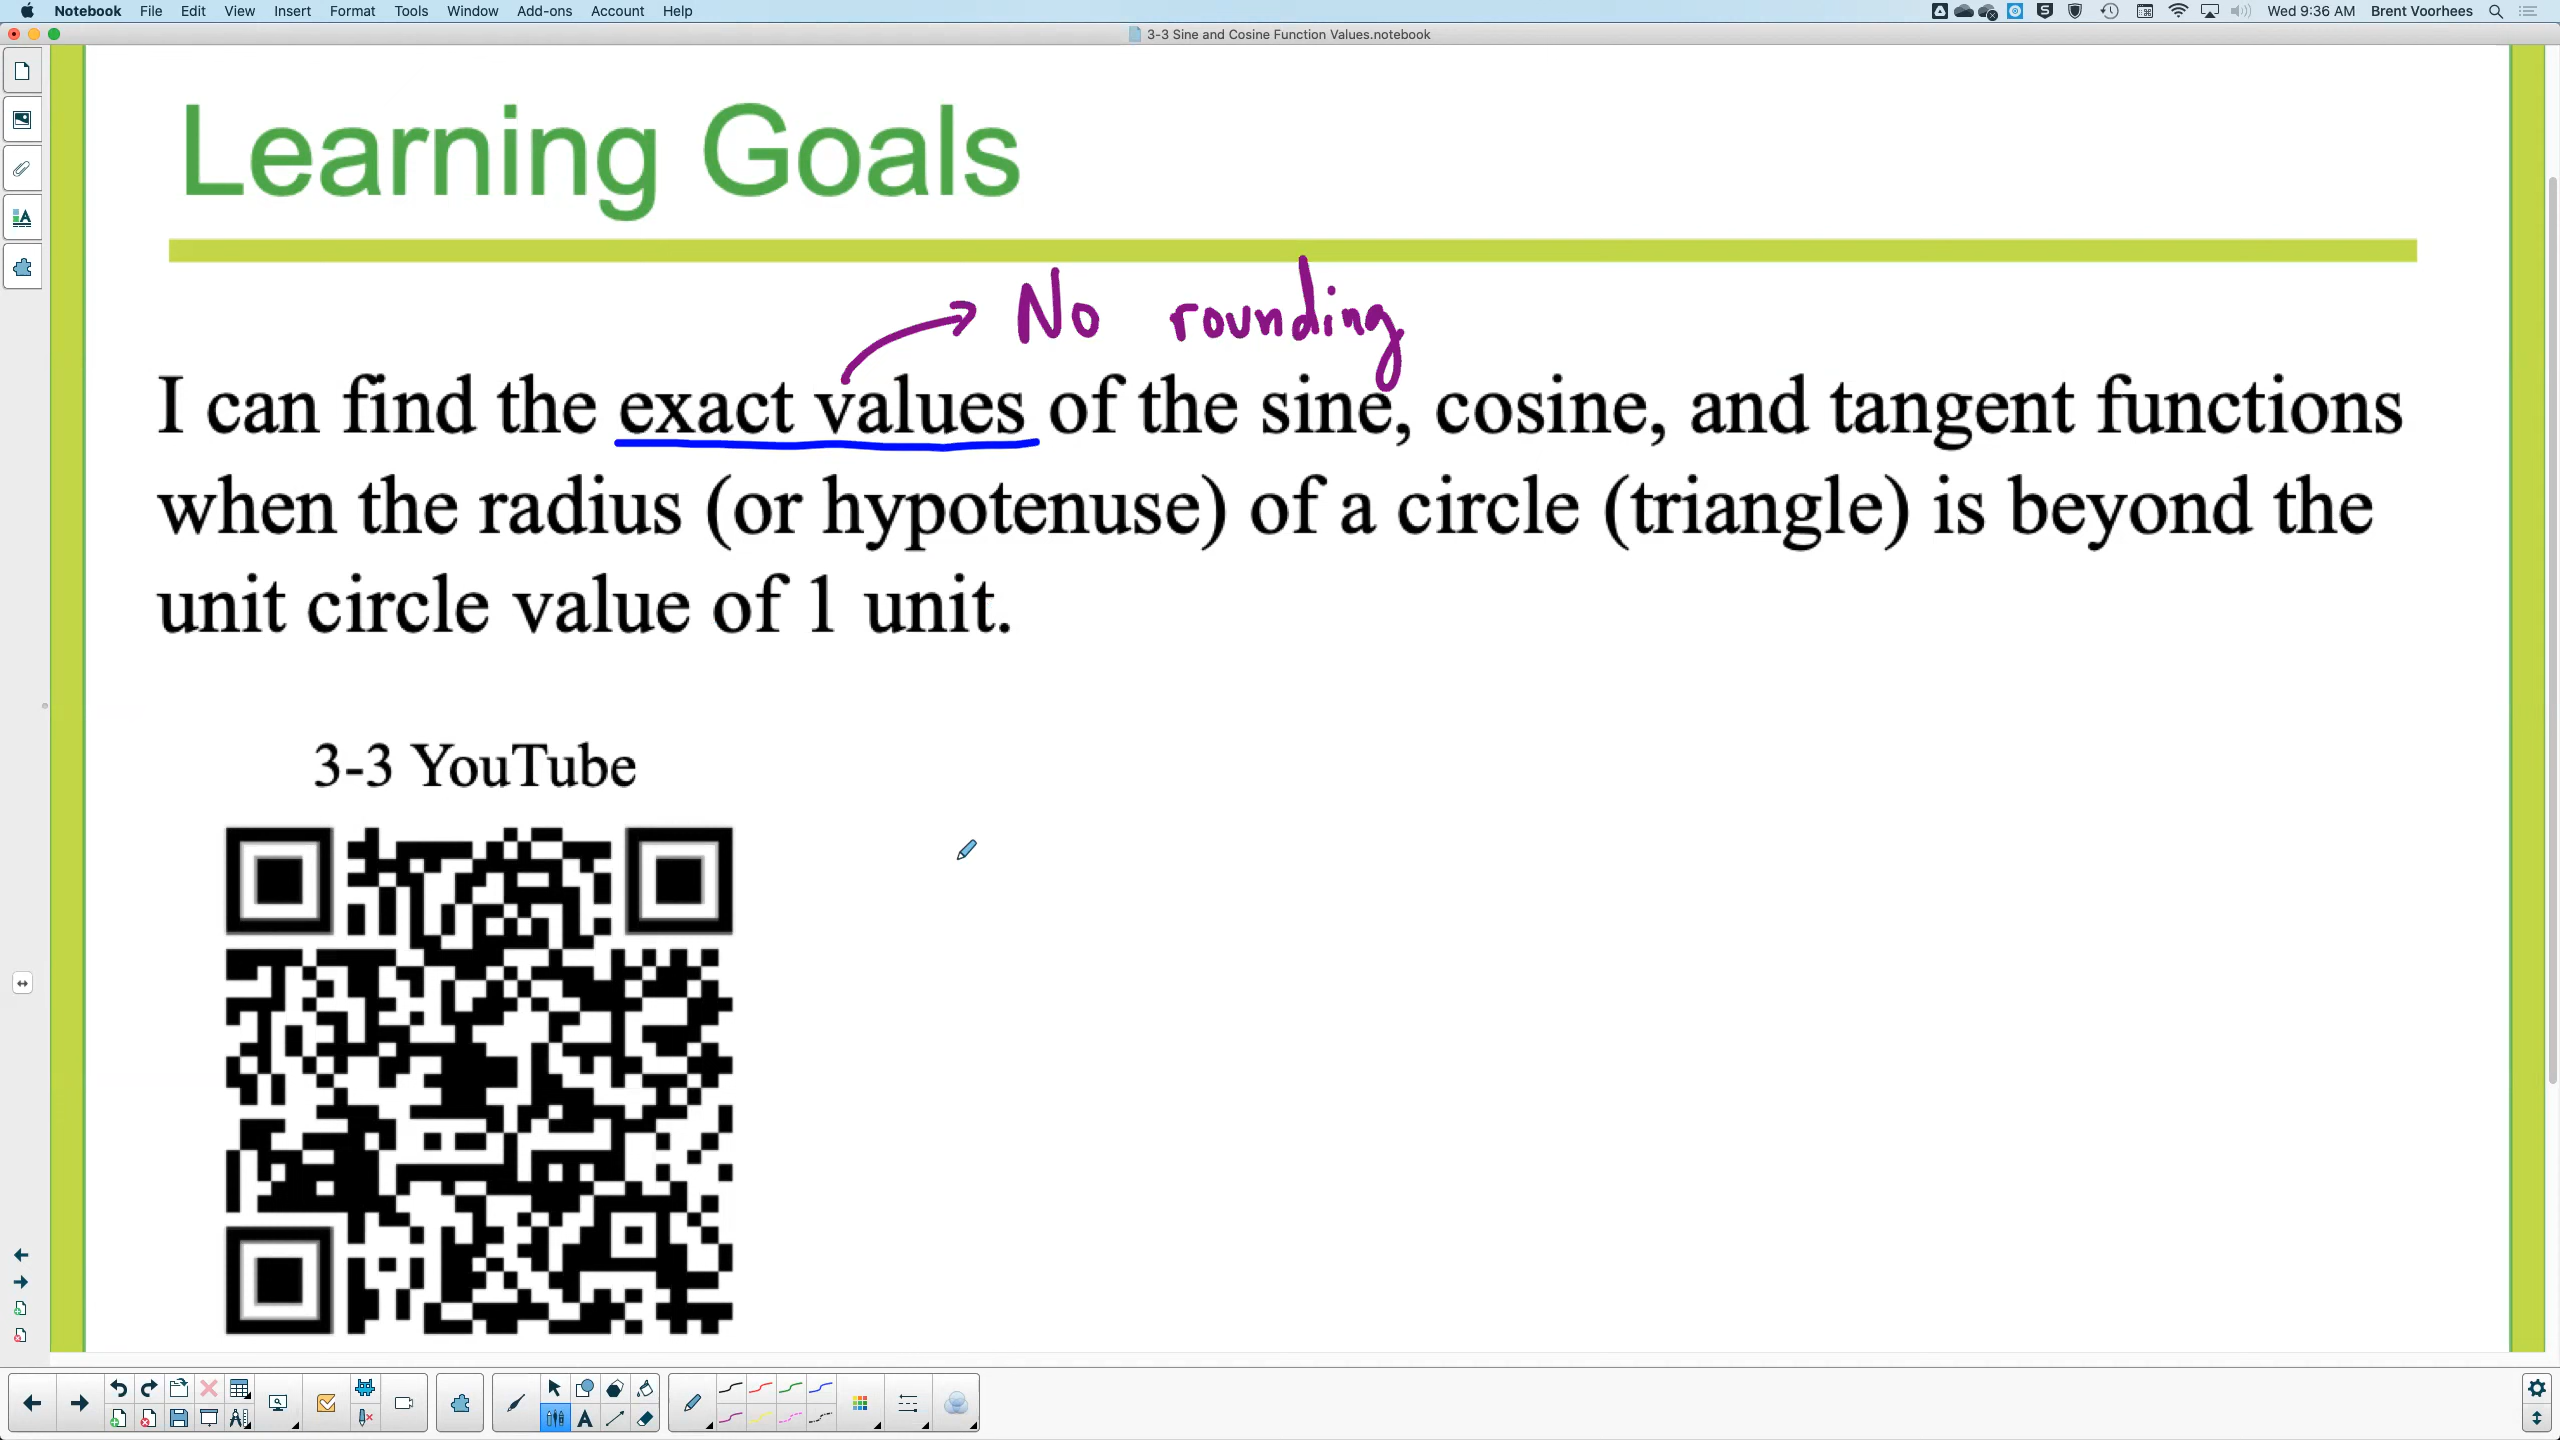 Notebook File Edit View Insert Format Tools Window Add-ons Account Help Wed 9:36 AM Brent Voorhees
3-3 Sine and Cosine Function Values.notebook
Learning Goals
No rounding
I can find the exact values of the sine, cosine, and tangent functions
when the radius (or hypotenuse) of a circle (triangle) is beyond the
unit circle value of 1 unit.
3-3 YouTube